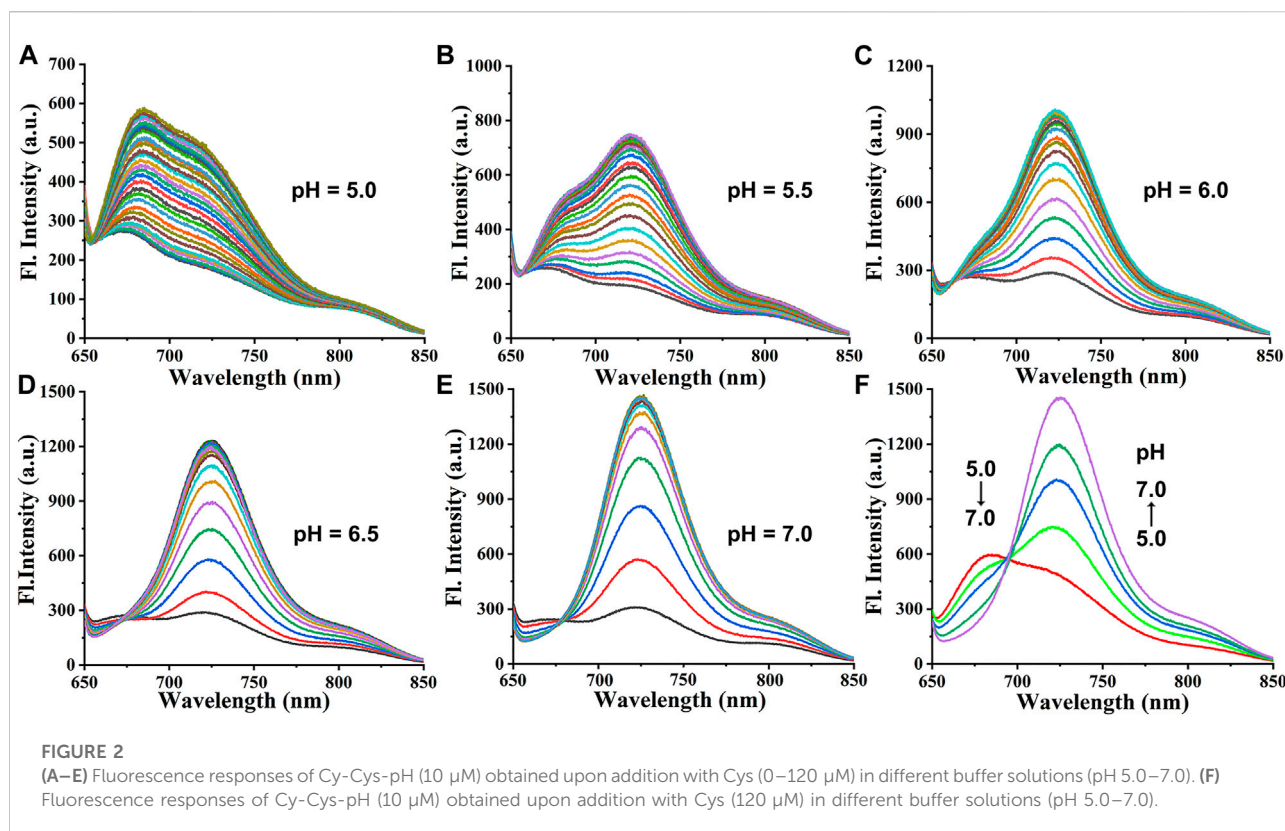 A
Fl. Intensity (a.u.)
700
600
500
400
300
200
100
0
pH = 5.0
650 700 750 800 850
Wavelength (nm)
B
Fl. Intensity (a.u.)
1000
800
600
400
200
0
pH = 5.5
650 700 750 800 850
Wavelength (nm)
C
Fl. Intensity (a.u.)
1200
900
600
300
0
pH = 6.0
650 700 750 800 850
Wavelength (nm)
D
Fl.Intensity (a.u.)
1500
1200
900
600
300
0
pH = 6.5
650 700 750 800 850
Wavelength (nm)
E
Fl. Intensity (a.u.)
1500
1200
900
600
300
0
pH = 7.0
650 700 750 800 850
Wavelength (nm)
F
Fl. Intensity (a.u.)
1500
1200
900
600
300
0
5.0
7.0
pH
7.0
5.0
650 700 750 800 850
Wavelength (nm)
FIGURE 2
(A–E) Fluorescence responses of Cy-Cys-pH (10 µM) obtained upon addition with Cys (0–120 µM) in different buffer solutions (pH 5.0–7.0). (F)
Fluorescence responses of Cy-Cys-pH (10 µM) obtained upon addition with Cys (120 µM) in different buffer solutions (pH 5.0–7.0).